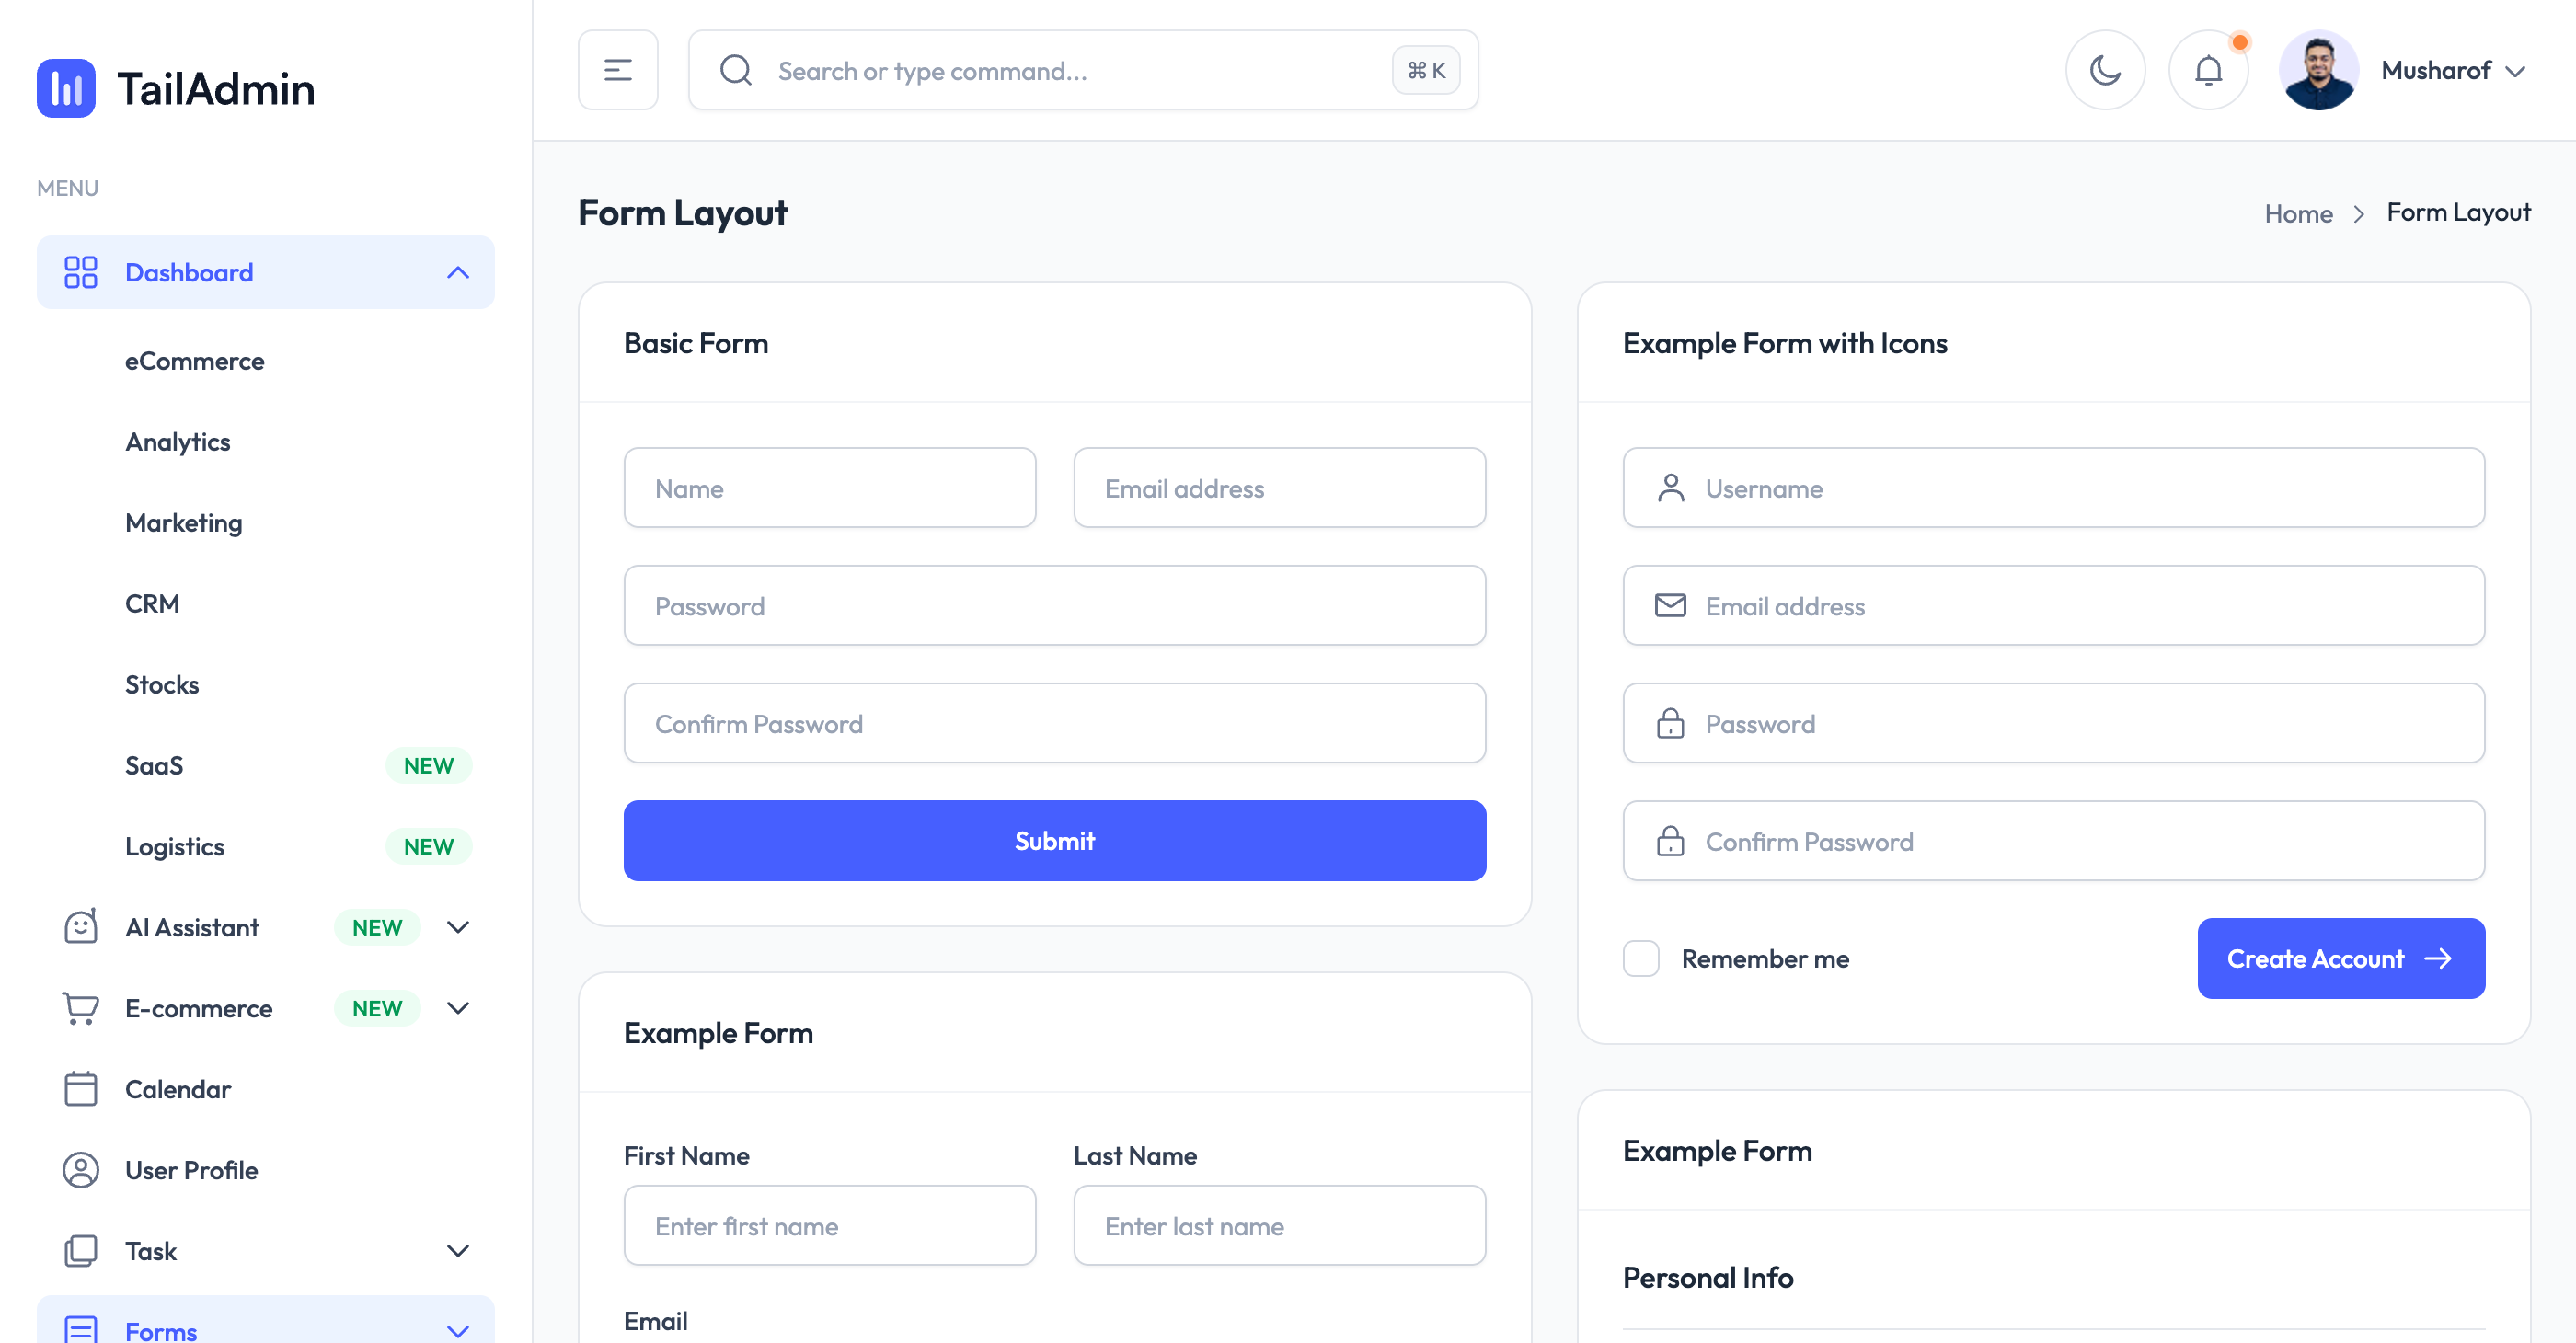 TailAdmin
MENU
Dashboard
eCommerce
Analytics
Marketing
CRM
Stocks
SaaS NEW
Logistics NEW
AI Assistant NEW
E-commerce NEW
Calendar
User Profile
Task
Forms
Search or type command...
⌘ K
Musharof
Form Layout
Home > Form Layout
Basic Form
Name
Email address
Password
Confirm Password
Submit
Example Form
First Name
Last Name
Enter first name
Enter last name
Email
Example Form with Icons
Username
Email address
Password
Confirm Password
Remember me
Create Account →
Example Form
Personal Info